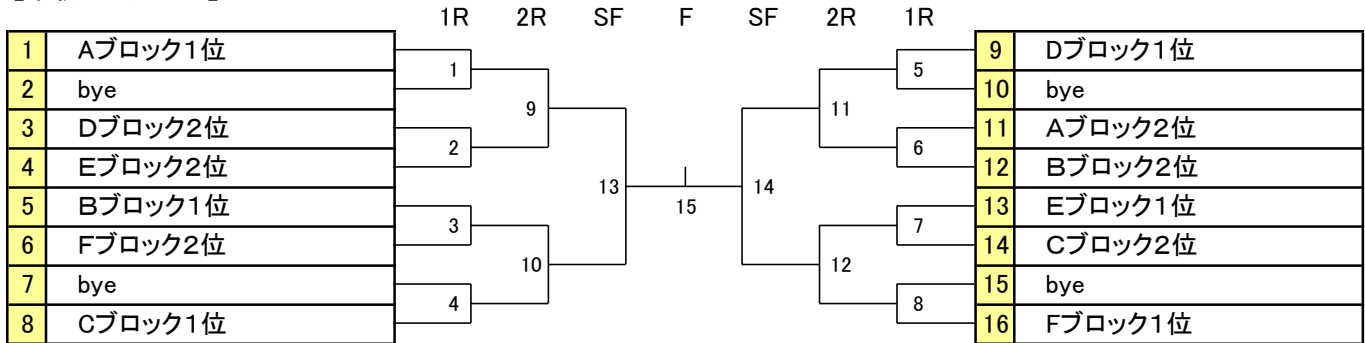 1R 2R SF F SF 2R 1R
1 Aブロック1位
2 bye
3 Dブロック2位
4 Eブロック2位
5 Bブロック1位
6 Fブロック2位
7 bye
8 Cブロック1位
1
2
3
4
9
10
13
15
14
11
12
5
6
7
8
9 Dブロック1位
10 bye
11 Aブロック2位
12 Bブロック2位
13 Eブロック1位
14 Cブロック2位
15 bye
16 Fブロック1位